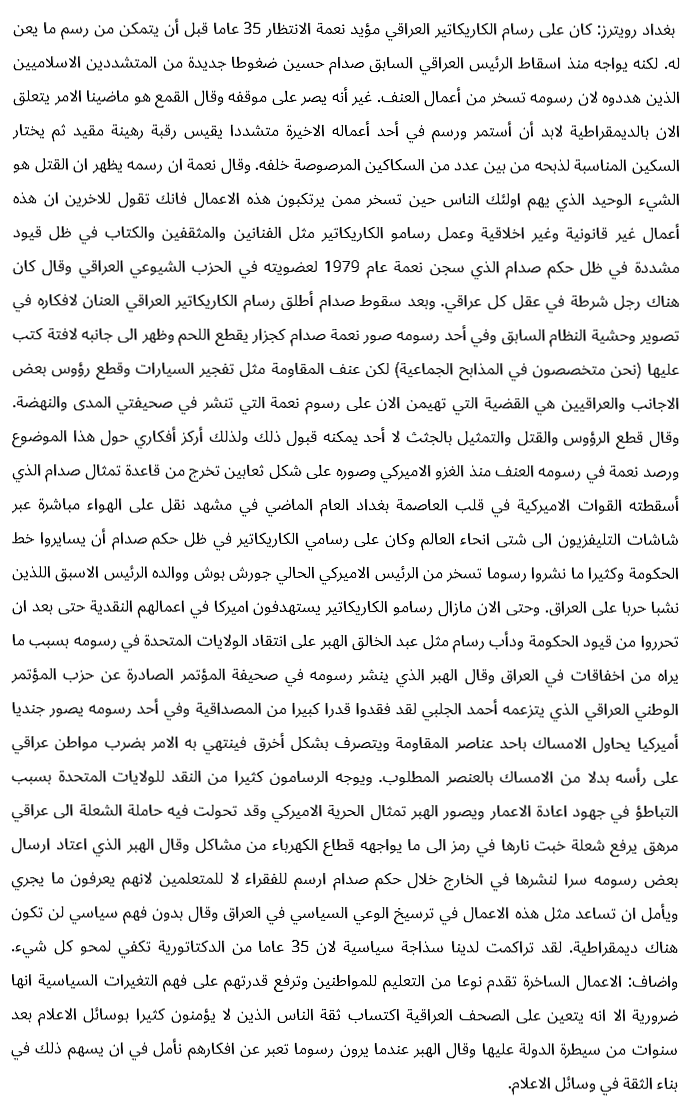 بغداد رويترز: كان على رسام الكاريكاتير العراقي مؤيد نعمة الانتظار 35 عاما قبل أن يتمكن من رسم ما يعن
له. لكنه يواجه منذ اسقاط الرئيس العراقي السابق صدام حسين ضغوطا جديدة من المتشددين الاسلاميين
الذين هددوه لان رسومه تسخر من أعمال العنف. غير أنه يصر على موقفه وقال القمع هو ماضينا الامر يتعلق
الان بالديمقراطية لابد أن أستمر ورسم في أحد أعماله الاخيرة متشددا يقيس رقبة رهينة مقيد ثم يختار
السكين المناسبة لذبحه من بين عدد من السكاكين المرصوصة خلفه. وقال نعمة ان رسمه يظهر ان القتل هو
الشيء الوحيد الذي يهم اولئك الناس حين تسخر ممن يرتكبون هذه الاعمال فانك تقول للاخرين ان هذه
أعمال غير قانونية وغير اخلاقية وعمل رسامو الكاريكاتير مثل الفنانين والمثقفين والكتاب في ظل قيود
مشددة في ظل حكم صدام الذي سجن نعمة عام 1979 لعضويته في الحزب الشيوعي العراقي وقال كان
هناك رجل شرطة في عقل كل عراقي. وبعد سقوط صدام أطلق رسام الكاريكاتير العراقي العنان لافكاره في
تصوير وحشية النظام السابق وفي أحد رسومه صور نعمة صدام كجزار يقطع اللحم وظهر الى جانبه لافتة كتب
عليها (نحن متخصصون في المذابح الجماعية) لكن عنف المقاومة مثل تفجير السيارات وقطع رؤوس بعض
الاجانب والعراقيين هي القضية التي تهيمن الان على رسوم نعمة التي تنشر في صحيفتي المدى والنهضة.
وقال قطع الرؤوس والقتل والتمثيل بالجثث لا أحد يمكنه قبول ذلك ولذلك أركز أفكاري حول هذا الموضوع
ورصد نعمة في رسومه العنف منذ الغزو الاميركي وصوره على شكل ثعابين تخرج من قاعدة تمثال صدام الذي
أسقطته القوات الاميركية في قلب العاصمة بغداد العام الماضي في مشهد نقل على الهواء مباشرة عبر
شاشات التليفزيون الى شتى انحاء العالم وكان على رسامي الكاريكاتير في ظل حكم صدام أن يسايروا خط
الحكومة وكثيرا ما نشروا رسوما تسخر من الرئيس الاميركي الحالي جورش بوش ووالده الرئيس الاسبق اللذين
نشبا حربا على العراق. وحتى الان مازال رسامو الكاريكاتير يستهدفون اميركا في اعمالهم النقدية حتى بعد ان
تحرروا من قيود الحكومة ودأب رسام مثل عبد الخالق الهبر على انتقاد الولايات المتحدة في رسومه بسبب ما
يراه من اخفاقات في العراق وقال الهبر الذي ينشر رسومه في صحيفة المؤتمر الصادرة عن حزب المؤتمر
الوطني العراقي الذي يتزعمه أحمد الجلبي لقد فقدوا قدرا كبيرا من المصداقية وفي أحد رسومه يصور جنديا
أميركيا يحاول الامساك باحد عناصر المقاومة ويتصرف بشكل أخرق فينتهي به الامر بضرب مواطن عراقي
على رأسه بدلا من الامساك بالعنصر المطلوب. ويوجه الرسامون كثيرا من النقد للولايات المتحدة بسبب
التباطؤ في جهود اعادة الاعمار ويصور الهبر تمثال الحرية الاميركي وقد تحولت فيه حاملة الشعلة الى عراقي
مرهق يرفع شعلة خبت نارها في رمز الى ما يواجهه قطاع الكهرباء من مشاكل وقال الهبر الذي اعتاد ارسال
بعض رسومه سرا لنشرها في الخارج خلال حكم صدام ارسم للفقراء لا للمتعلمين لانهم يعرفون ما يجري
ويأمل ان تساعد مثل هذه الاعمال في ترسيخ الوعي السياسي في العراق وقال بدون فهم سياسي لن تكون
هناك ديمقراطية. لقد تراكمت لدينا سذاجة سياسية لان 35 عاما من الدكتاتورية تكفي لمحو كل شيء.
واضاف: الاعمال الساخرة تقدم نوعا من التعليم للمواطنين وترفع قدرتهم على فهم التغيرات السياسية انها
ضرورية الا انه يتعين على الصحف العراقية اكتساب ثقة الناس الذين لا يؤمنون كثيرا بوسائل الاعلام بعد
سنوات من سيطرة الدولة عليها وقال الهبر عندما يرون رسوما تعبر عن افكارهم نأمل في ان يسهم ذلك في
بناء الثقة في وسائل الاعلام.